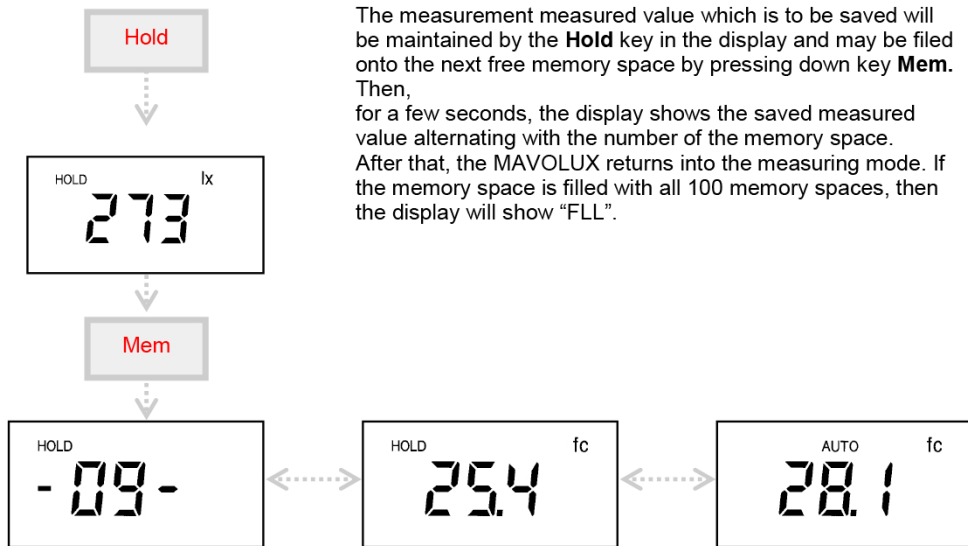 Hold
The measurement measured value which is to be saved will
be maintained by the Hold key in the display and may be filed
onto the next free memory space by pressing down key Mem.
Then,
for a few seconds, the display shows the saved measured
value alternating with the number of the memory space.
After that, the MAVOLUX returns into the measuring mode. If
the memory space is filled with all 100 memory spaces, then
the display will show “FLL”.
HOLD lx
273
Mem
HOLD
-09-
HOLD fc
25.4
AUTO fc
28.1